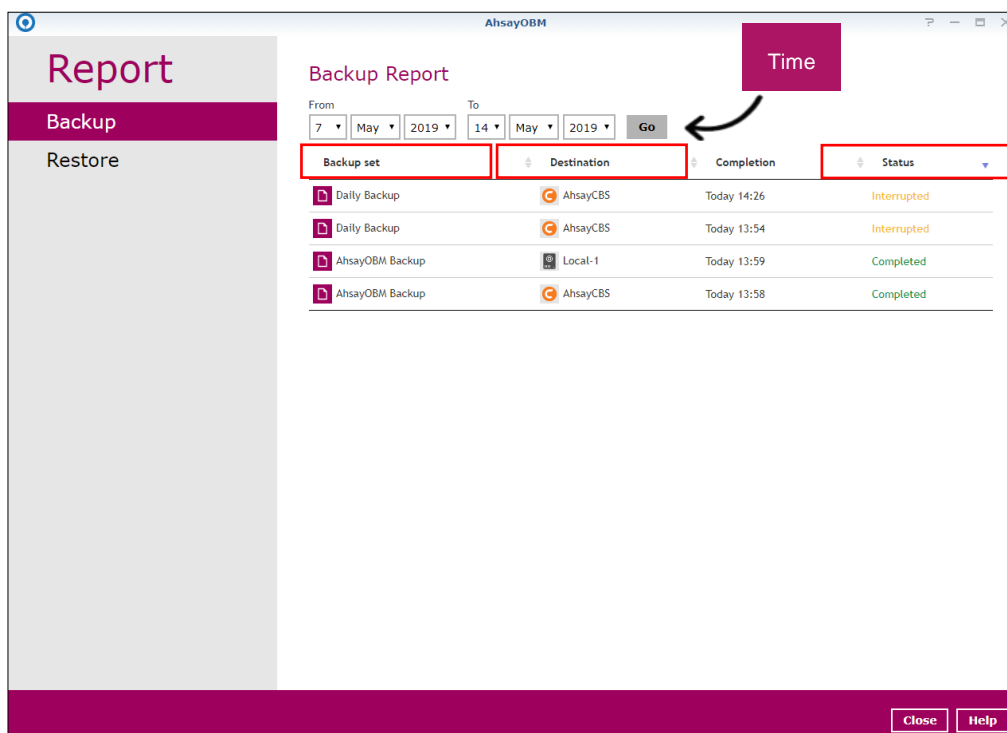 AhsayOBM
Report
Backup
Restore
Backup Report
Time
From To
7 May 2019 14 May 2019 Go
Backup set Destination Completion Status
Daily Backup AhsayCBS Today 14:26 Interrupted
Daily Backup AhsayCBS Today 13:54 Interrupted
AhsayOBM Backup Local-1 Today 13:59 Completed
AhsayOBM Backup AhsayCBS Today 13:58 Completed
Close Help